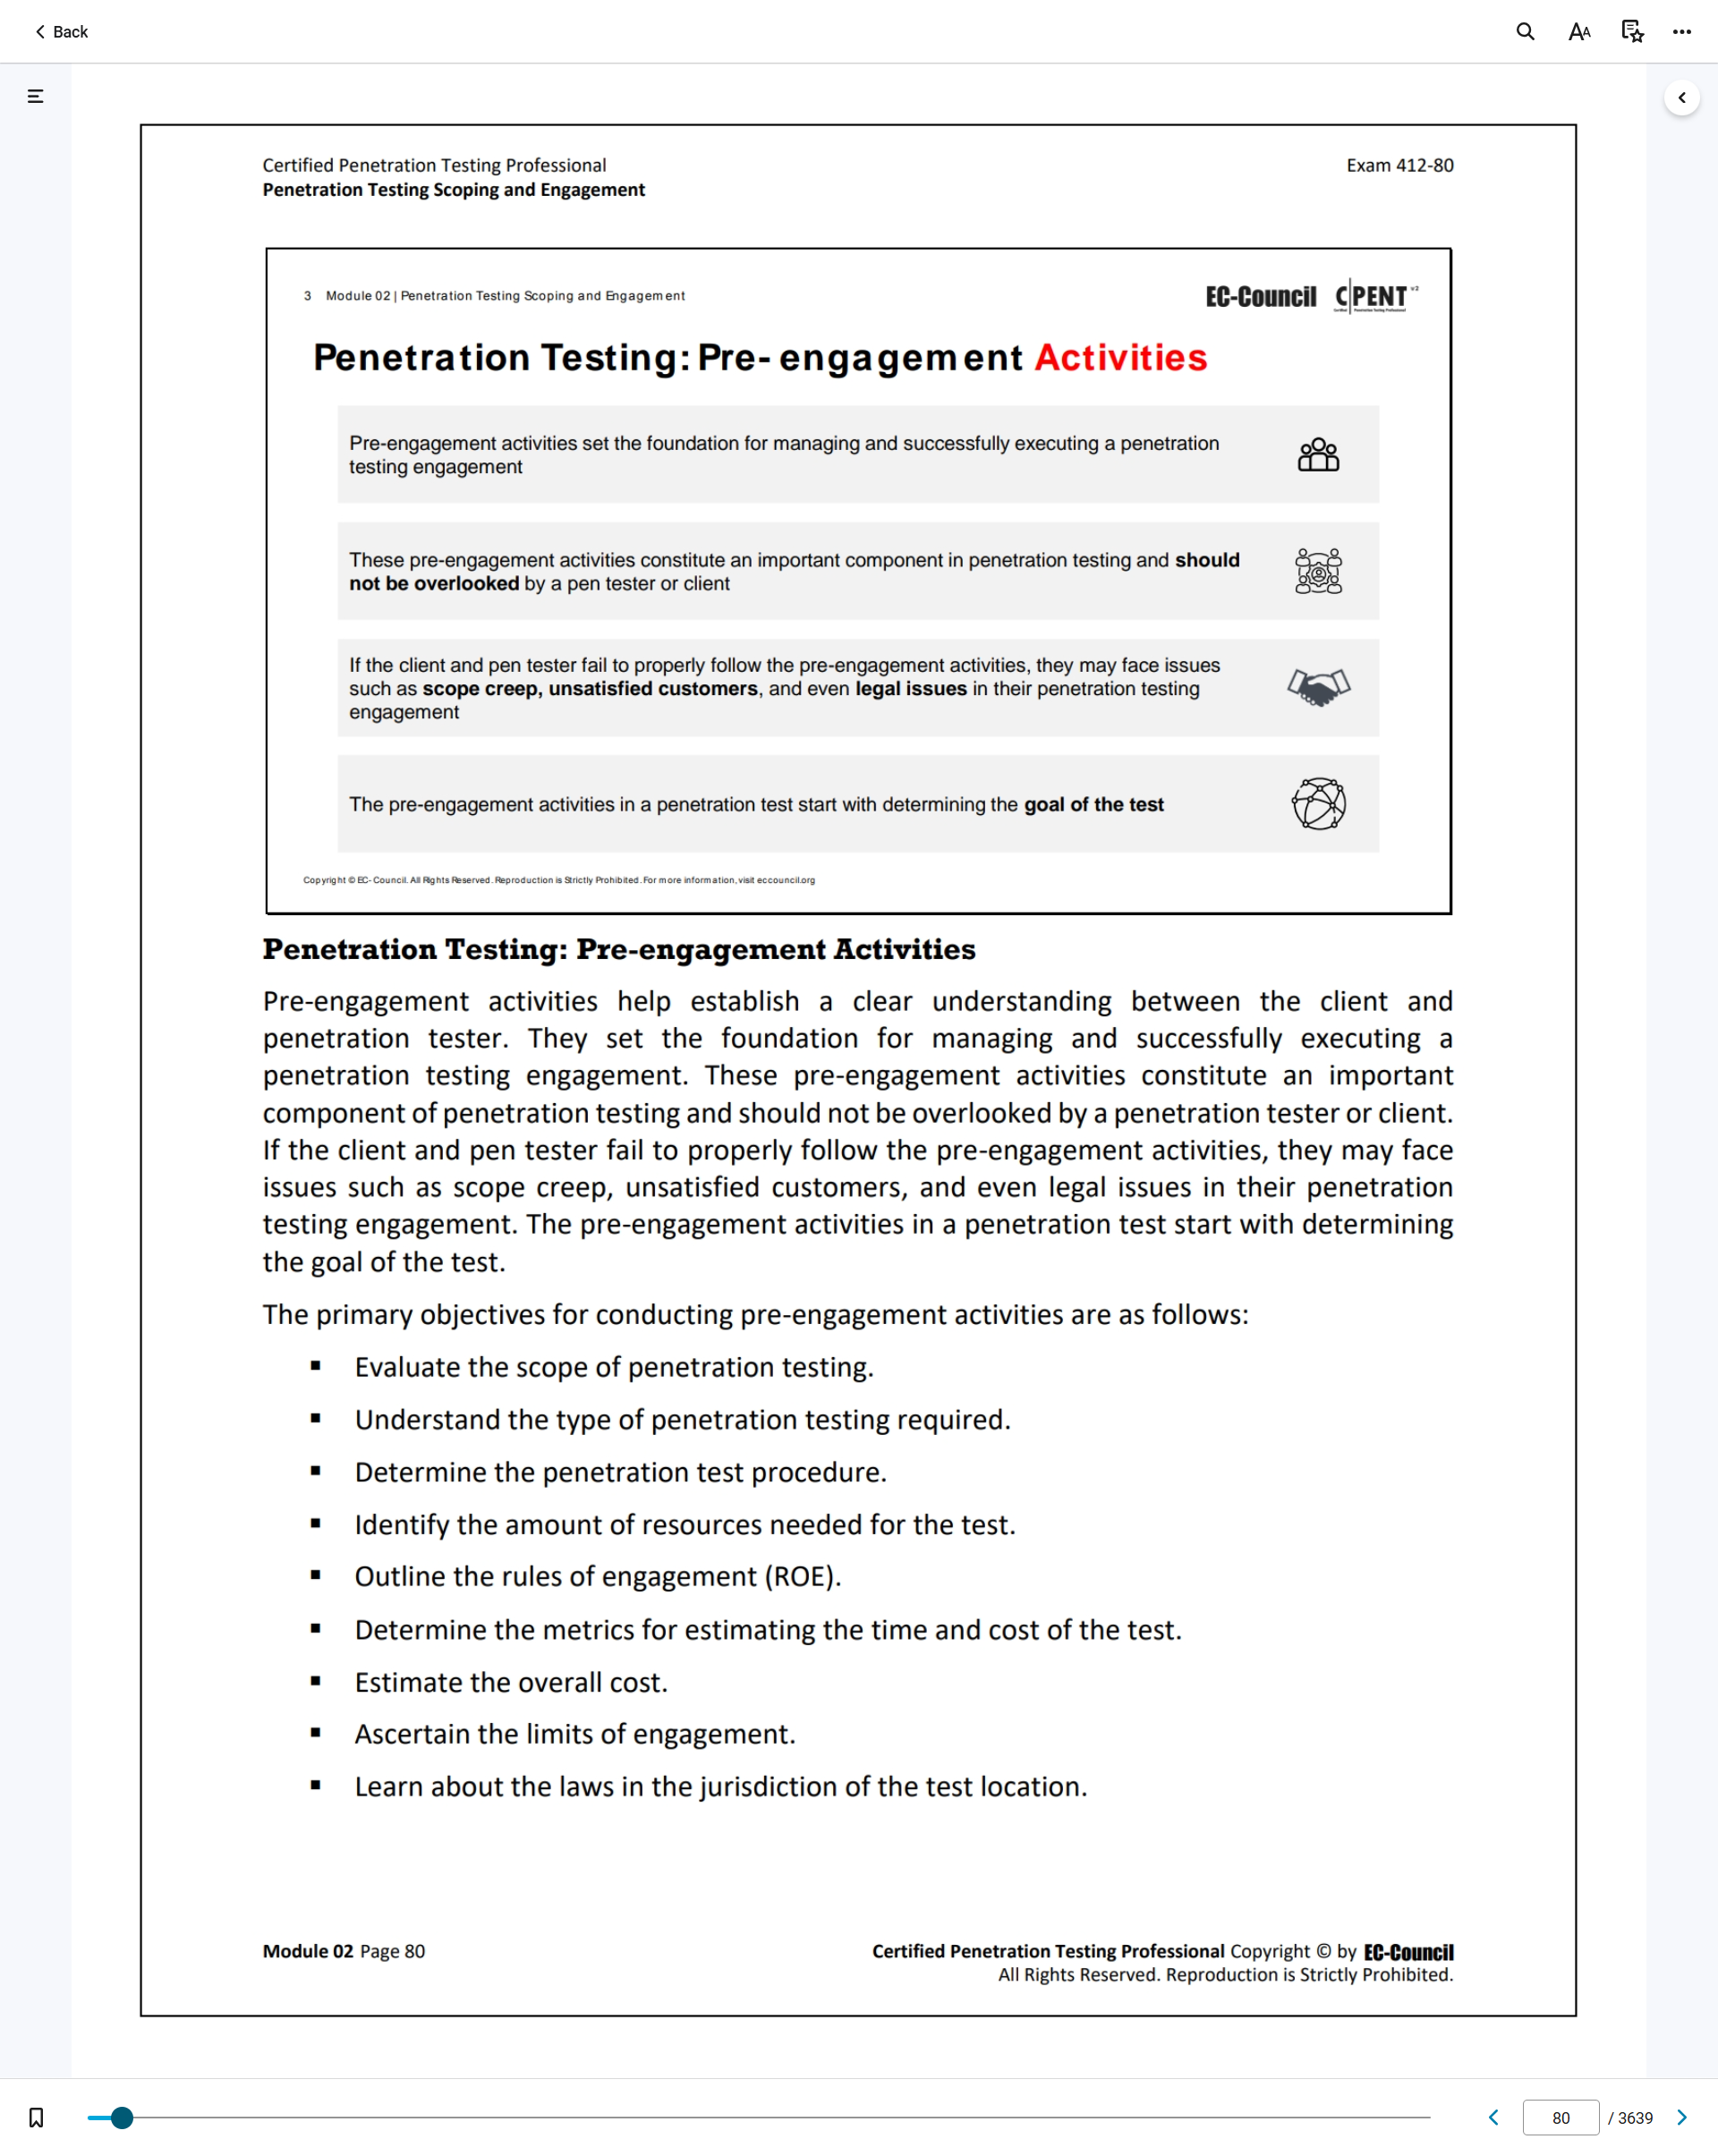 Back
Certified Penetration Testing Professional
Exam 412-80
Penetration Testing Scoping and Engagement
3 Module 02 | Penetration Testing Scoping and Engagement
EC-Council C|PENT v2
Penetration Testing: Pre-engagement Activities
Pre-engagement activities set the foundation for managing and successfully executing a penetration
testing engagement
These pre-engagement activities constitute an important component in penetration testing and should
not be overlooked by a pen tester or client
If the client and pen tester fail to properly follow the pre-engagement activities, they may face issues
such as scope creep, unsatisfied customers, and even legal issues in their penetration testing
engagement
The pre-engagement activities in a penetration test start with determining the goal of the test
Copyright © EC-Council. All Rights Reserved. Reproduction is Strictly Prohibited. For more information, visit eccouncil.org
Penetration Testing: Pre-engagement Activities
Pre-engagement activities help establish a clear understanding between the client and
penetration tester. They set the foundation for managing and successfully executing a
penetration testing engagement. These pre-engagement activities constitute an important
component of penetration testing and should not be overlooked by a penetration tester or client.
If the client and pen tester fail to properly follow the pre-engagement activities, they may face
issues such as scope creep, unsatisfied customers, and even legal issues in their penetration
testing engagement. The pre-engagement activities in a penetration test start with determining
the goal of the test.
The primary objectives for conducting pre-engagement activities are as follows:
▪ Evaluate the scope of penetration testing.
▪ Understand the type of penetration testing required.
▪ Determine the penetration test procedure.
▪ Identify the amount of resources needed for the test.
▪ Outline the rules of engagement (ROE).
▪ Determine the metrics for estimating the time and cost of the test.
▪ Estimate the overall cost.
▪ Ascertain the limits of engagement.
▪ Learn about the laws in the jurisdiction of the test location.
Module 02 Page 80
Certified Penetration Testing Professional Copyright © by EC-Council
All Rights Reserved. Reproduction is Strictly Prohibited.
80 / 3639